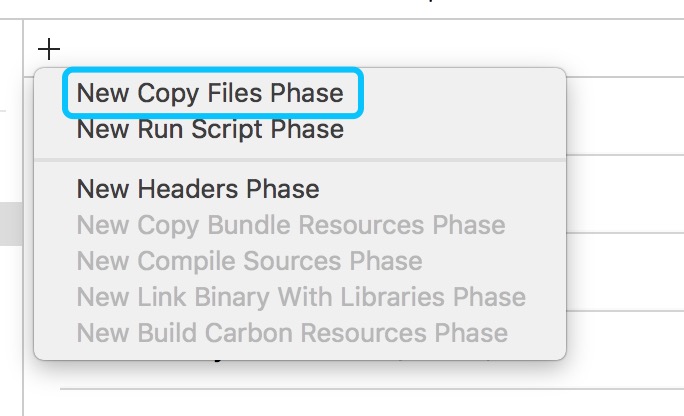 New Copy Files Phase
New Run Script Phase
New Headers Phase
New Copy Bundle Resources Phase
New Compile Sources Phase
New Link Binary With Libraries Phase
New Build Carbon Resources Phase